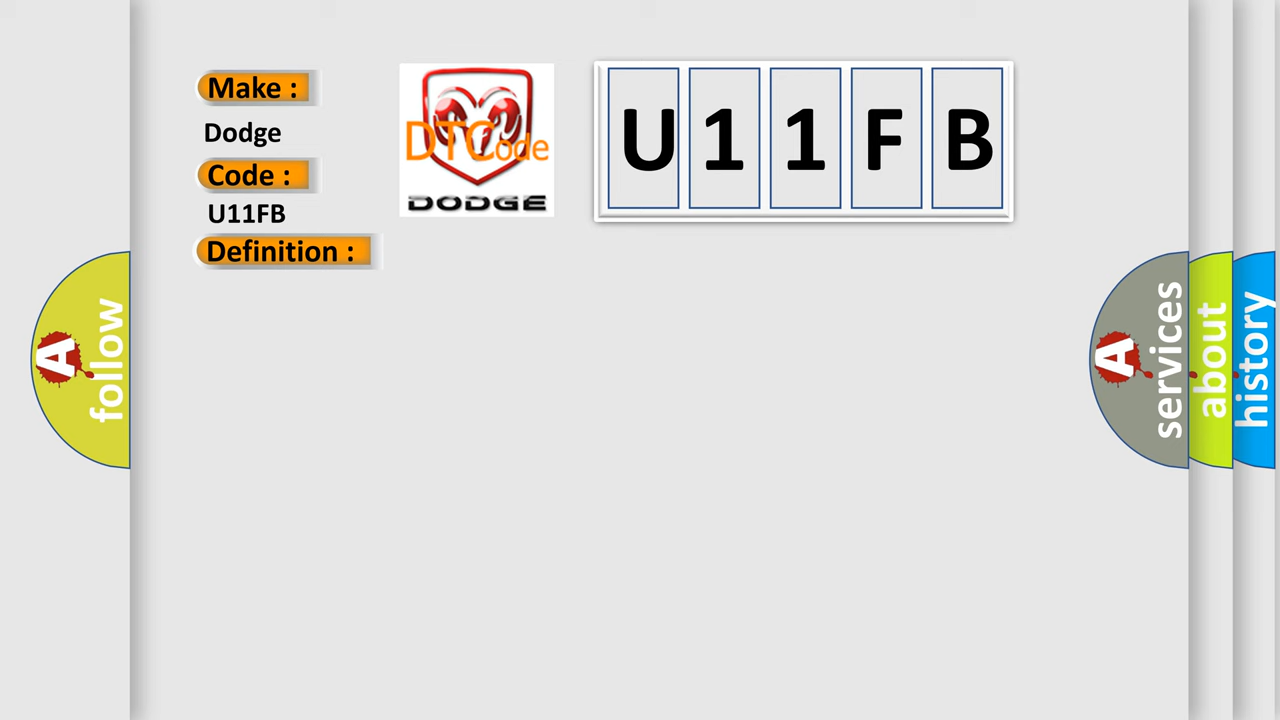 Make :
Dodge
Code :
U11FB
Definition :
DTCode
DODGE
U 1 1 F B
A
follow
A
services
about
history